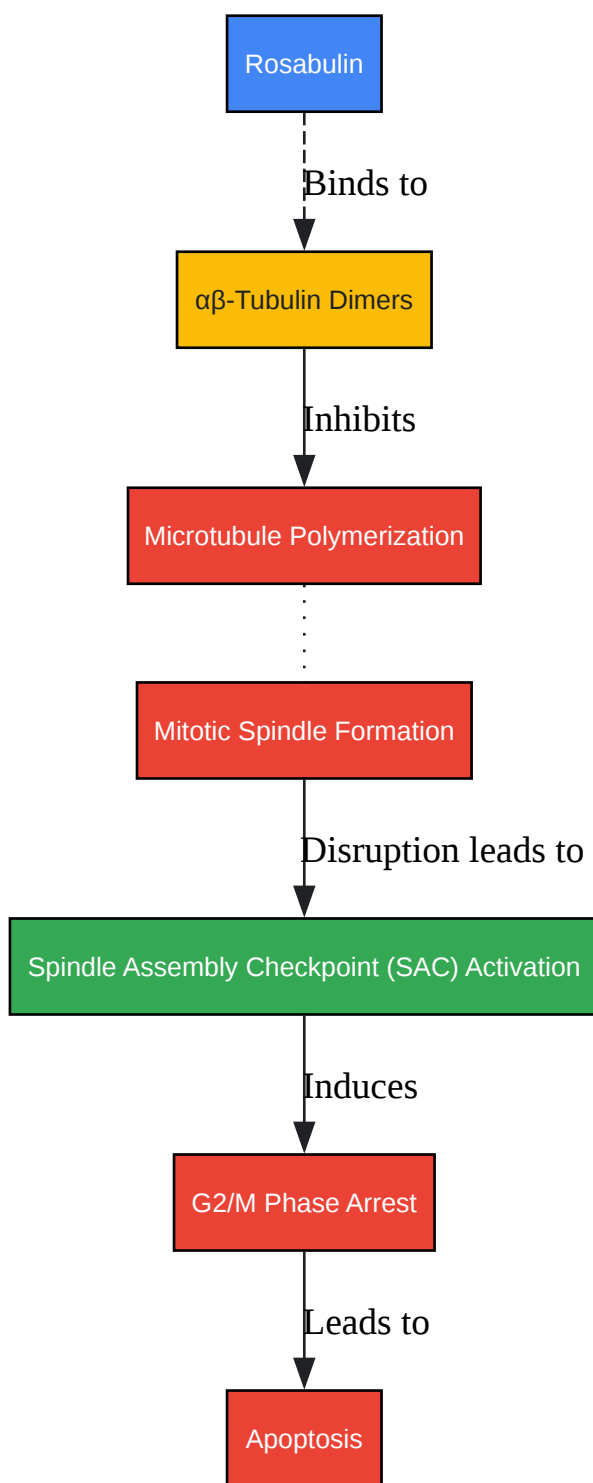 Rosabulin
Binds to
αβ-Tubulin Dimers
Inhibits
Microtubule Polymerization
Mitotic Spindle Formation
Disruption leads to
Spindle Assembly Checkpoint (SAC) Activation
Induces
G2/M Phase Arrest
Leads to
Apoptosis